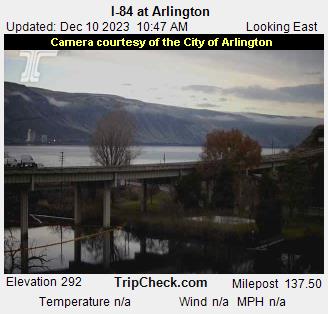 I-84 at Arlington
Updated: Dec 10 2023 10:47 AM Looking East
Camera courtesy of the City of Arlington
Elevation 292 TripCheck.com Milepost 137.50
Temperature n/a Wind n/a MPH n/a